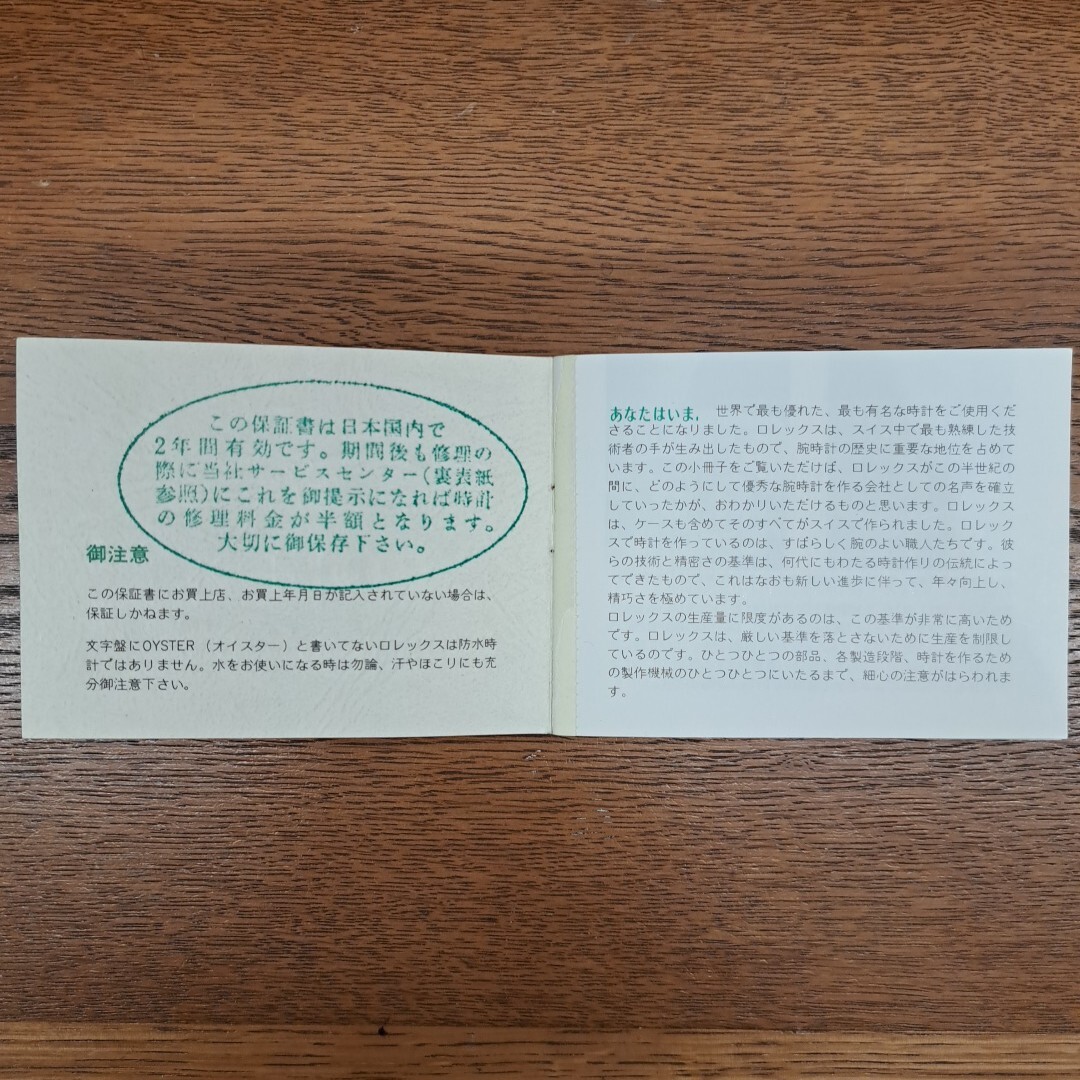 この保証書は日本国内で
2年間有効です。期間後も修理の
際に当社サービスセンター(裏表紙
参照)にこれを御提示になれば時計
の修理料金が半額となります。
大切に御保存下さい。
御注意
この保証書にお買上店、お買上年月日が記入されていない場合は、
保証しかねます。
文字盤にOYSTER（オイスター）と書いてないロレックスは防水時
計ではありません。水をお使いになる時は勿論、汗やほこりにも充
分御注意下さい。
あなたはいま、世界で最も優れた、最も有名な時計をご使用くだ
さることになりました。ロレックスは、スイス中で最も熟練した技
術者の手が生み出したもので、腕時計の歴史に重要な地位を占めて
います。この小冊子をご覧いただけば、ロレックスがこの半世紀の
間に、どのようにして優秀な腕時計を作る会社としての名声を確立
していったかが、おわかりいただけるものと思います。ロレックス
は、ケースも含めてそのすべてがスイスで作られました。ロレック
スで時計を作っているのは、すばらしく腕のよい職人たちです。彼
らの技術と精密さの基準は、何代にもわたる時計作りの伝統によっ
てできたもので、これはなおも新しい進歩に伴って、年々向上し、
精巧さを極めています。
ロレックスの生産量に限度があるのは、この基準が非常に高いため
です。ロレックスは、厳しい基準を落とさないために生産を制限し
ているのです。ひとつひとつの部品、各製造段階、時計を作るため
の製作機械のひとつひとつにいたるまで、細心の注意がはらわれま
す。